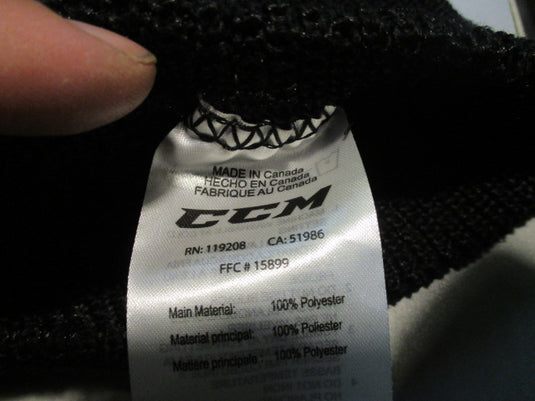 MADE IN Canada
HECHO EN Canada
FABRIQUE AU Canada
CCM
RN: 119208 CA: 51986
FFC # 15899
Main Material: 100% Polyester
Material principal: 100% Poliester
Matière principale: 100% Polyester